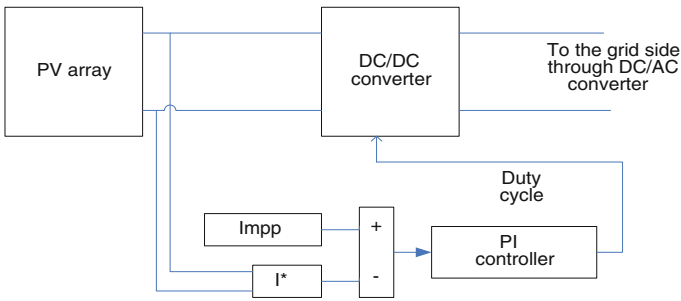 PV array
DC/DC
converter
To the grid side
through DC/AC
converter
Duty
cycle
Impp
+
PI
controller
I*
-